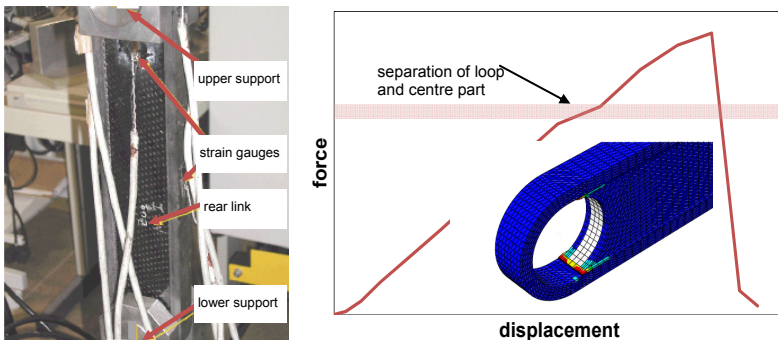 upper support
strain gauges
rear link
lower support
separation of loop
and centre part
force
displacement